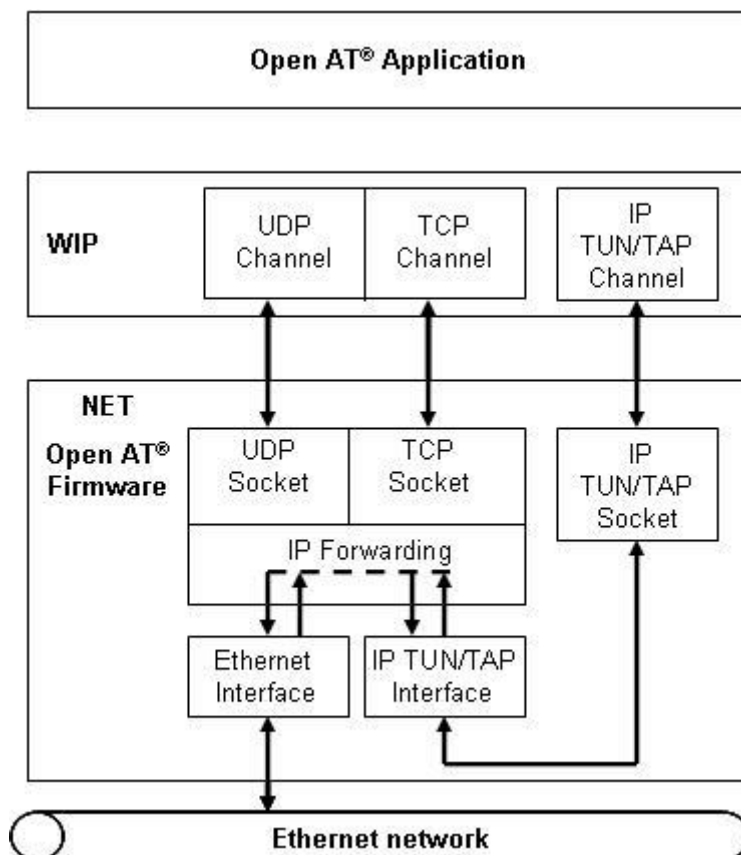 Open AT® Application
WIP
UDP
Channel
TCP
Channel
IP
TUN/TAP
Channel
NET
Open AT®
Firmware
UDP
Socket
TCP
Socket
IP
TUN/TAP
Socket
IP Forwarding
Ethernet
Interface
IP TUN/TAP
Interface
Ethernet network